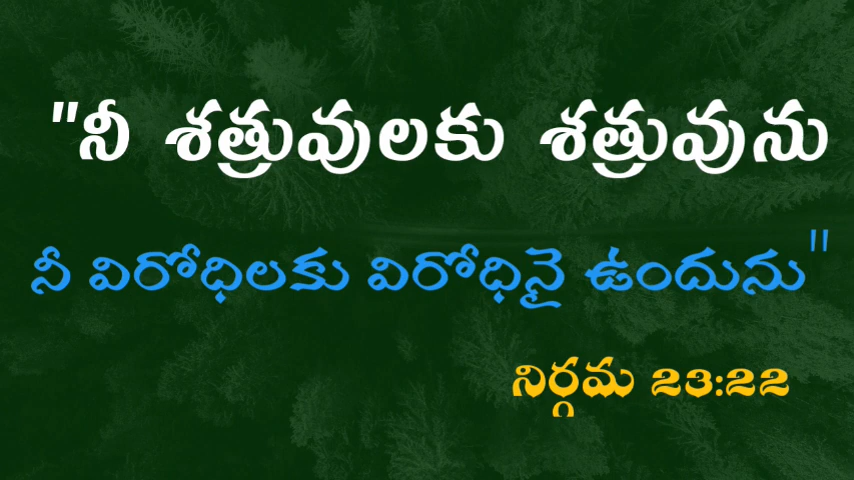 "నీ శత్రువులకు శత్రువును
నీ విరోధిలకు విరోధినై ఉందును"
నిర్గమ 23:22